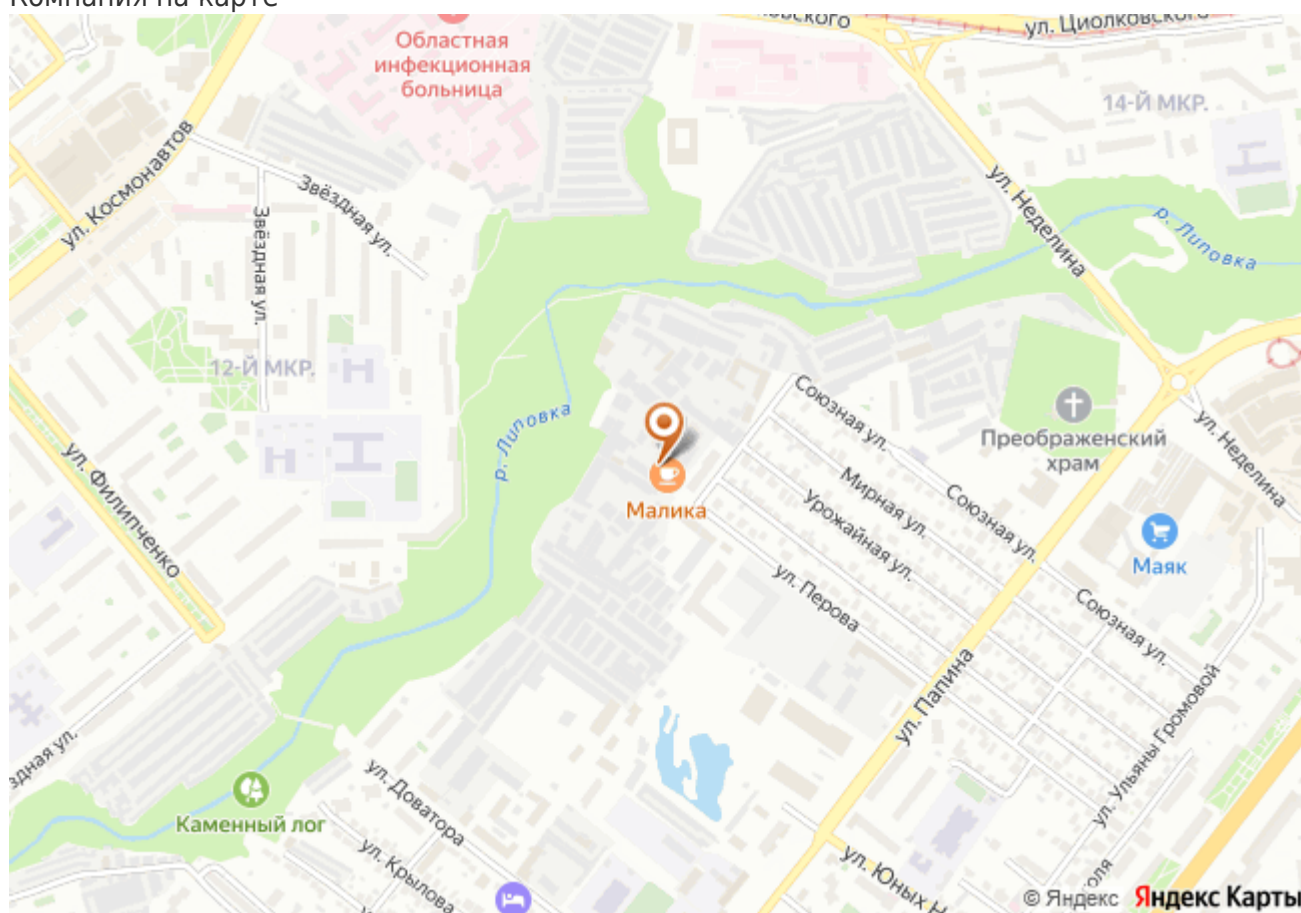 Компания на карте
Областная
инфекционная
больница
ул. Циолковского
14-Й МКР.
ул. Космонавтов
Звёздная ул.
Звёздная ул.
ул. Неделина
р. Липовка
12-Й МКР.
р. Липовка
Союзная ул.
Преображенский
храм
ул. Неделина
Малика
Мирная ул.
Урожайная ул.
Союзная ул.
Маяк
ул. Филипченко
ул. Перова
Союзная ул.
ул. Папина
ул. Ульяны Громовой
ул. Доватора
Каменный лог
ул. Крылова
ул. Юных Н
© Яндекс Яндекс Карты